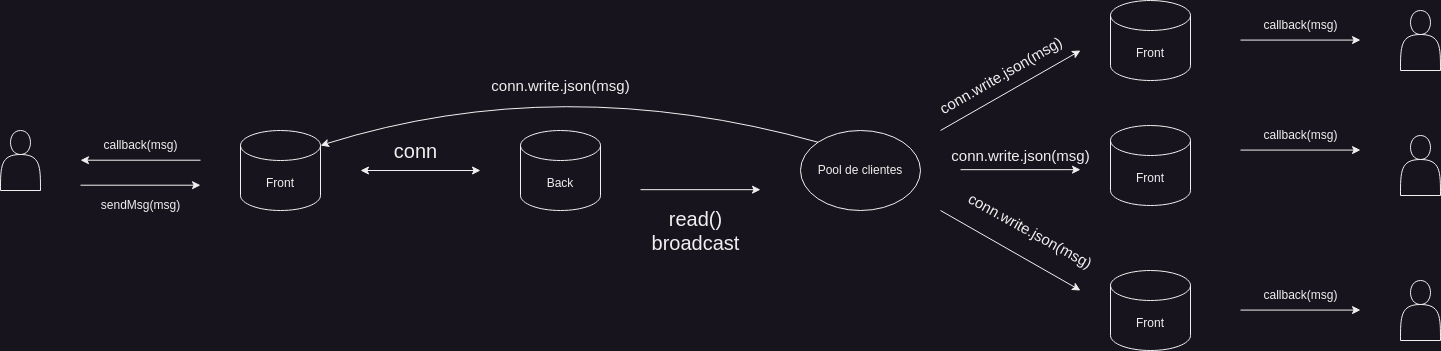 callback(msg)
sendMsg(msg)
Front
conn
conn.write.json(msg)
Back
read()
broadcast
Pool de clientes
conn.write.json(msg)
Front
callback(msg)
conn.write.json(msg)
Front
callback(msg)
conn.write.json(msg)
Front
callback(msg)